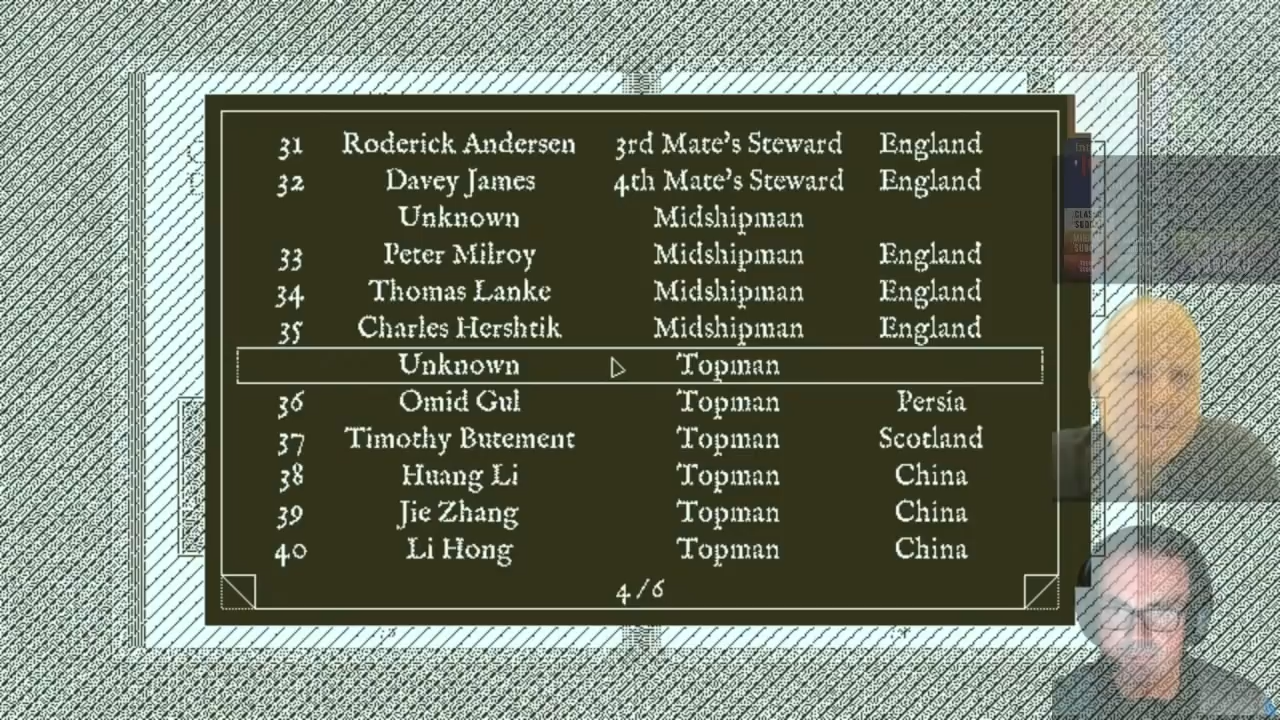 31 Roderick Andersen 3rd Mate's Steward England
32 Davey James 4th Mate's Steward England
Unknown Midshipman
33 Peter Milroy Midshipman England
34 Thomas Lanke Midshipman England
35 Charles Hershtik Midshipman England
Unknown Topman
36 Omid Gul Topman Persia
37 Timothy Butement Topman Scotland
38 Huang Li Topman China
39 Jie Zhang Topman China
40 Li Hong Topman China
4/6